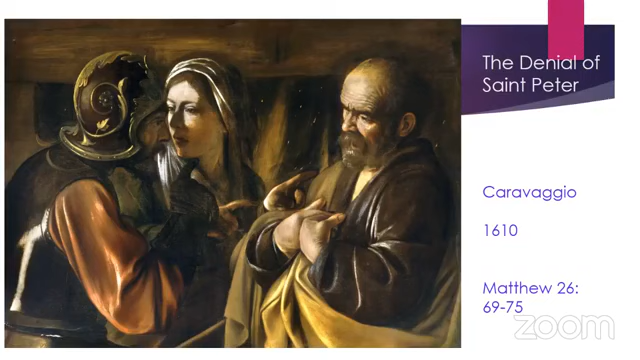 The Denial of
Saint Peter
Caravaggio
1610
Matthew 26:
69-75
zoom